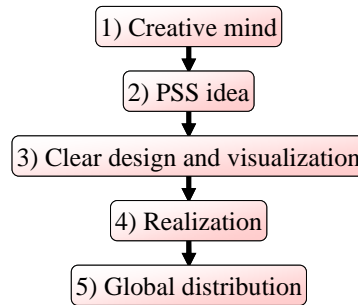 1) Creative mind
2) PSS idea
3) Clear design and visualization
4) Realization
5) Global distribution